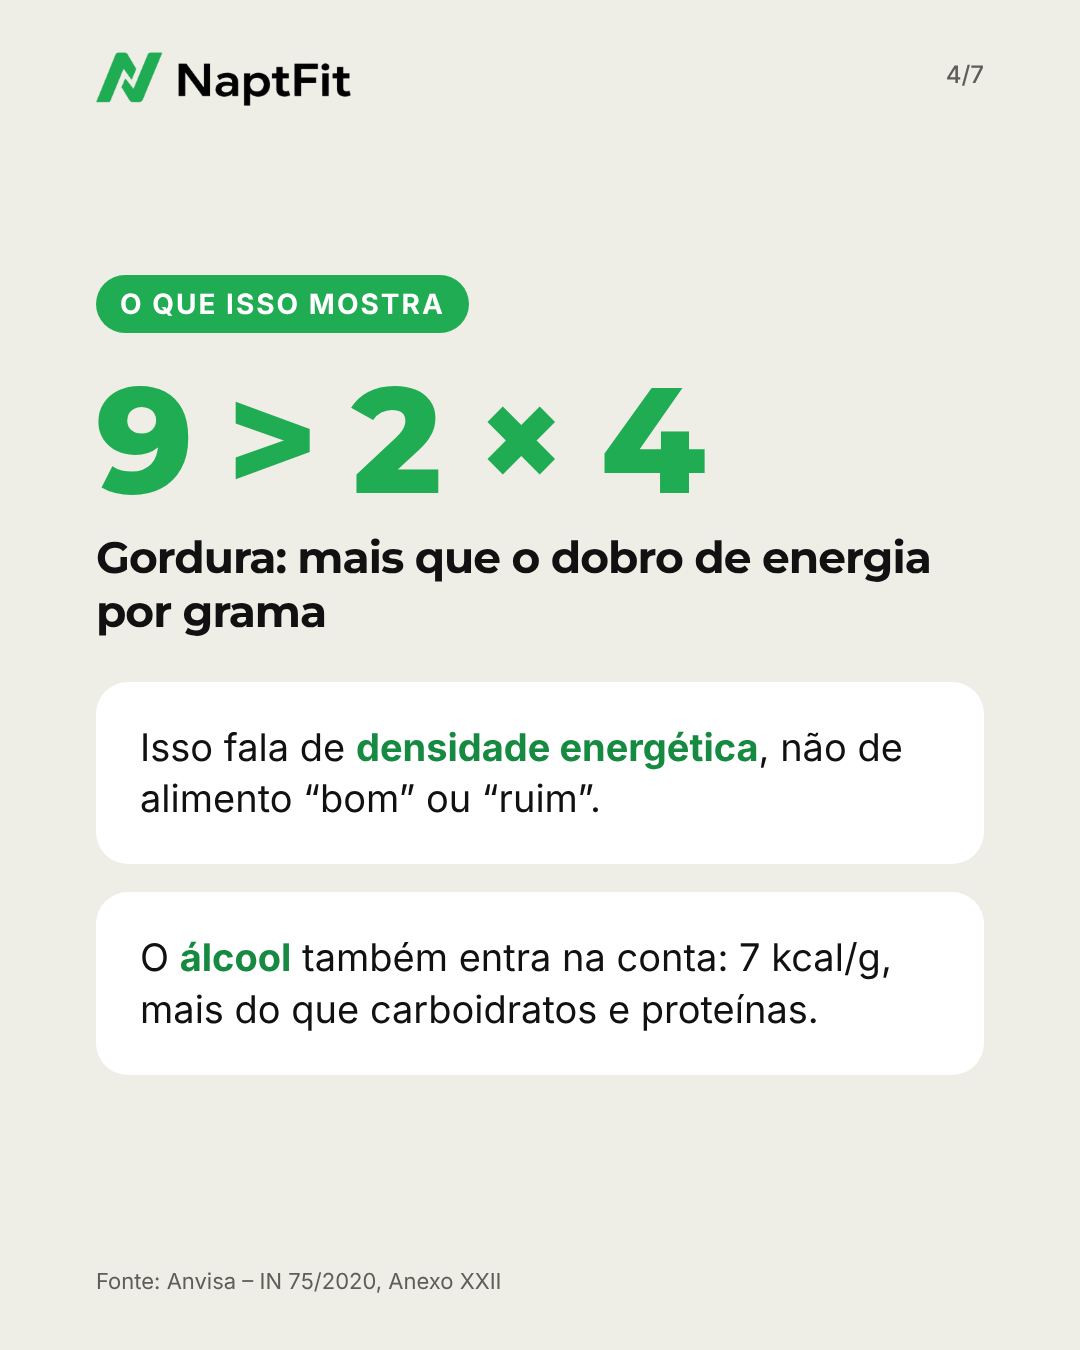 NaptFit
4/7
O QUE ISSO MOSTRA
9 > 2 × 4
Gordura: mais que o dobro de energia
por grama
Isso fala de densidade energética, não de
alimento “bom” ou “ruim”.
O álcool também entra na conta: 7 kcal/g,
mais do que carboidratos e proteínas.
Fonte: Anvisa – IN 75/2020, Anexo XXII